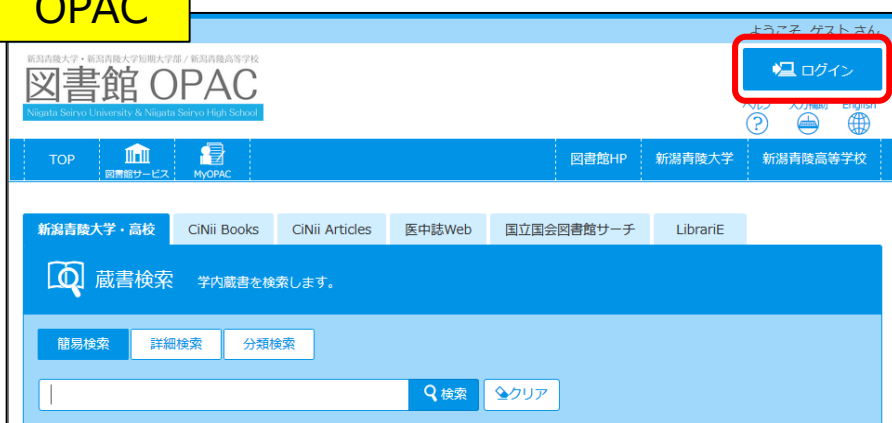 OPAC
ようこそ ゲスト さん
新潟青陵大学・新潟青陵大学短期大学部 / 新潟青陵高等学校
図書館 OPAC
Niigata Seiryo University & Niigata Seiryo High School
ログイン
ヘルプ 入力補助 English
TOP 図書館サービス MyOPAC 図書館HP 新潟青陵大学 新潟青陵高等学校
新潟青陵大学・高校 CiNii Books CiNii Articles 医中誌Web 国立国会図書館サーチ LibrariE
蔵書検索 学内蔵書を検索します。
簡易検索 詳細検索 分類検索
検索 クリア